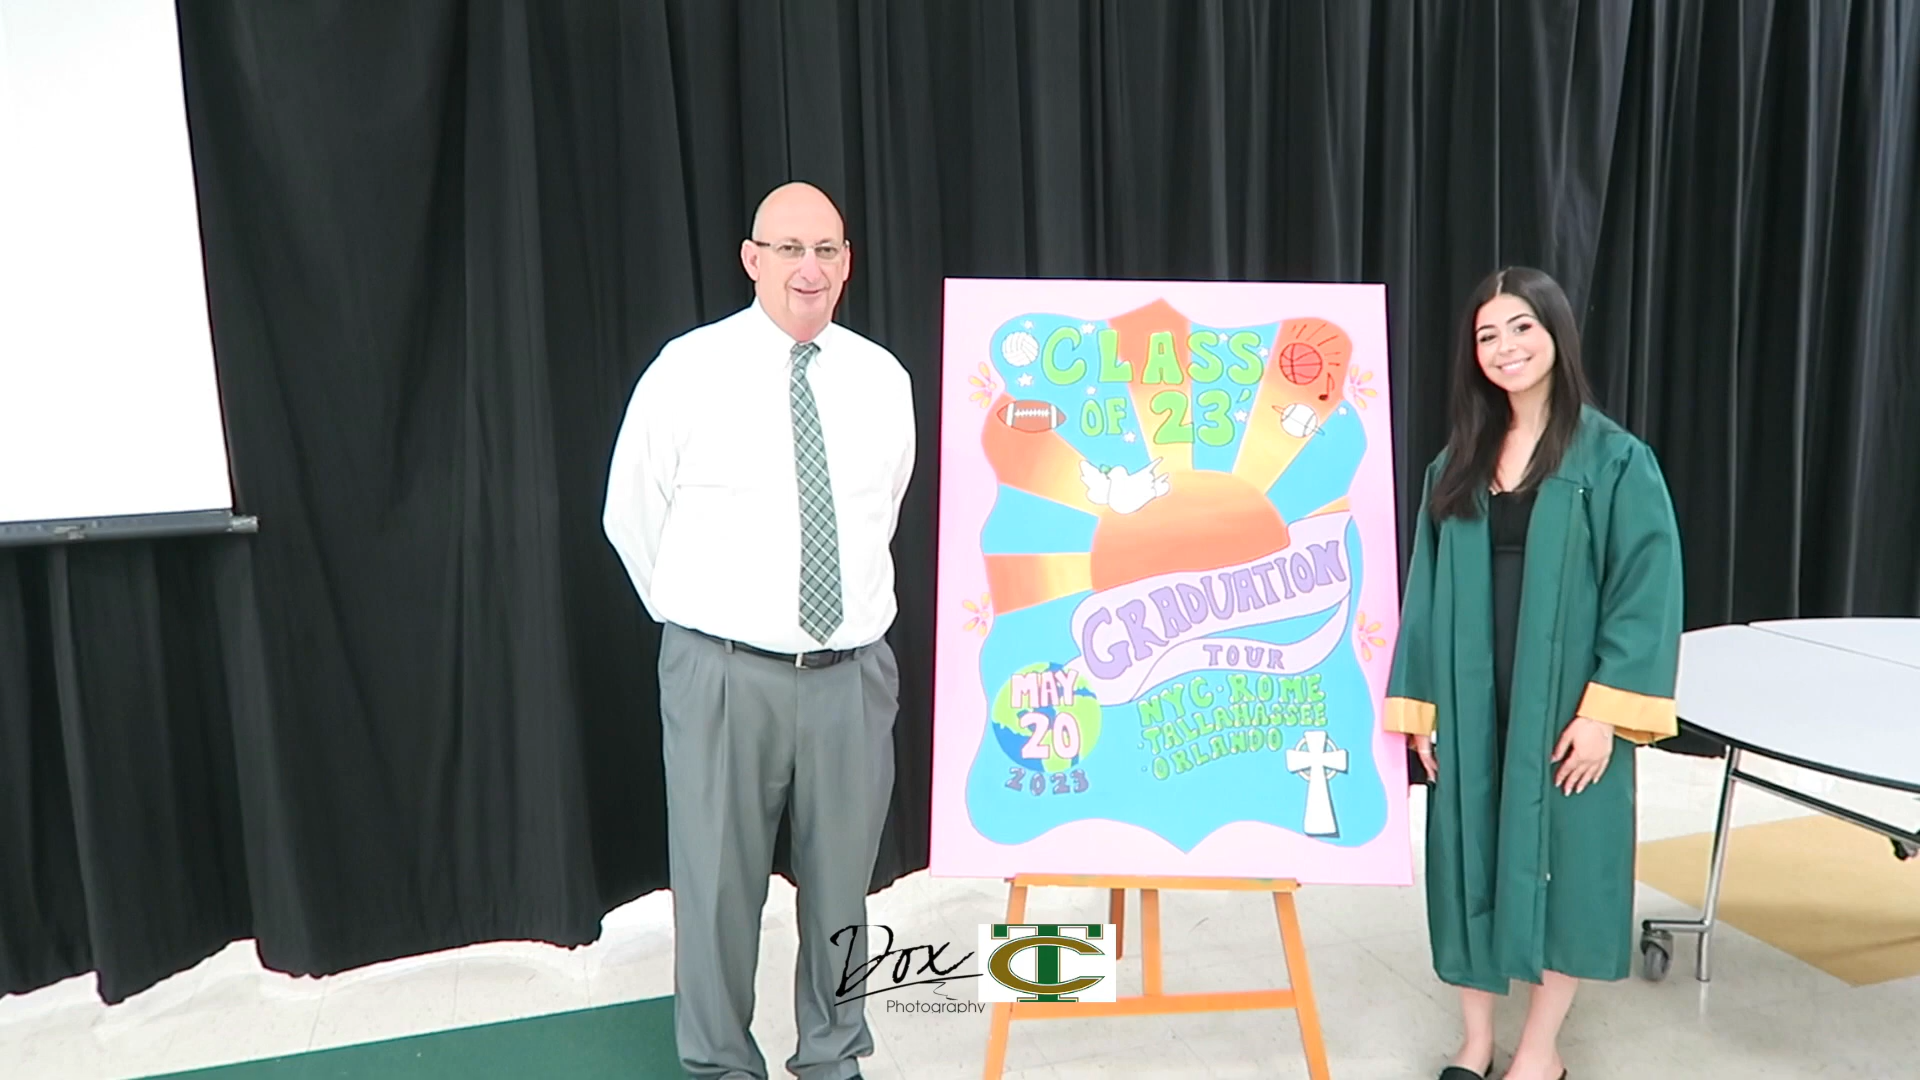 CLASS
OF 23'
GRADUATION
TOUR
MAY
20
2023
NYC · ROME
· TALLAHASSEE
· ORLANDO
Dox
Photography
TC